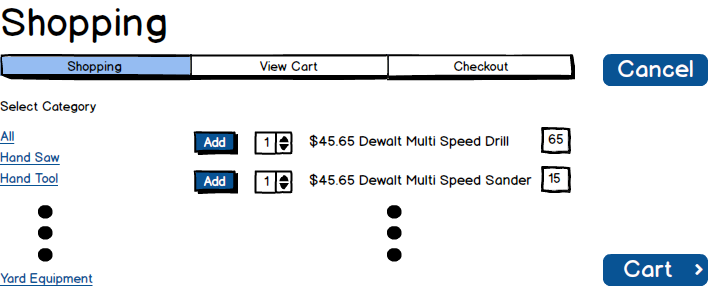 Shopping
Shopping View Cart Checkout
Cancel
Select Category
All
Add 1 $45.65 Dewalt Multi Speed Drill 65
Hand Saw
Hand Tool
Add 1 $45.65 Dewalt Multi Speed Sander 15
Yard Equipment
Cart >